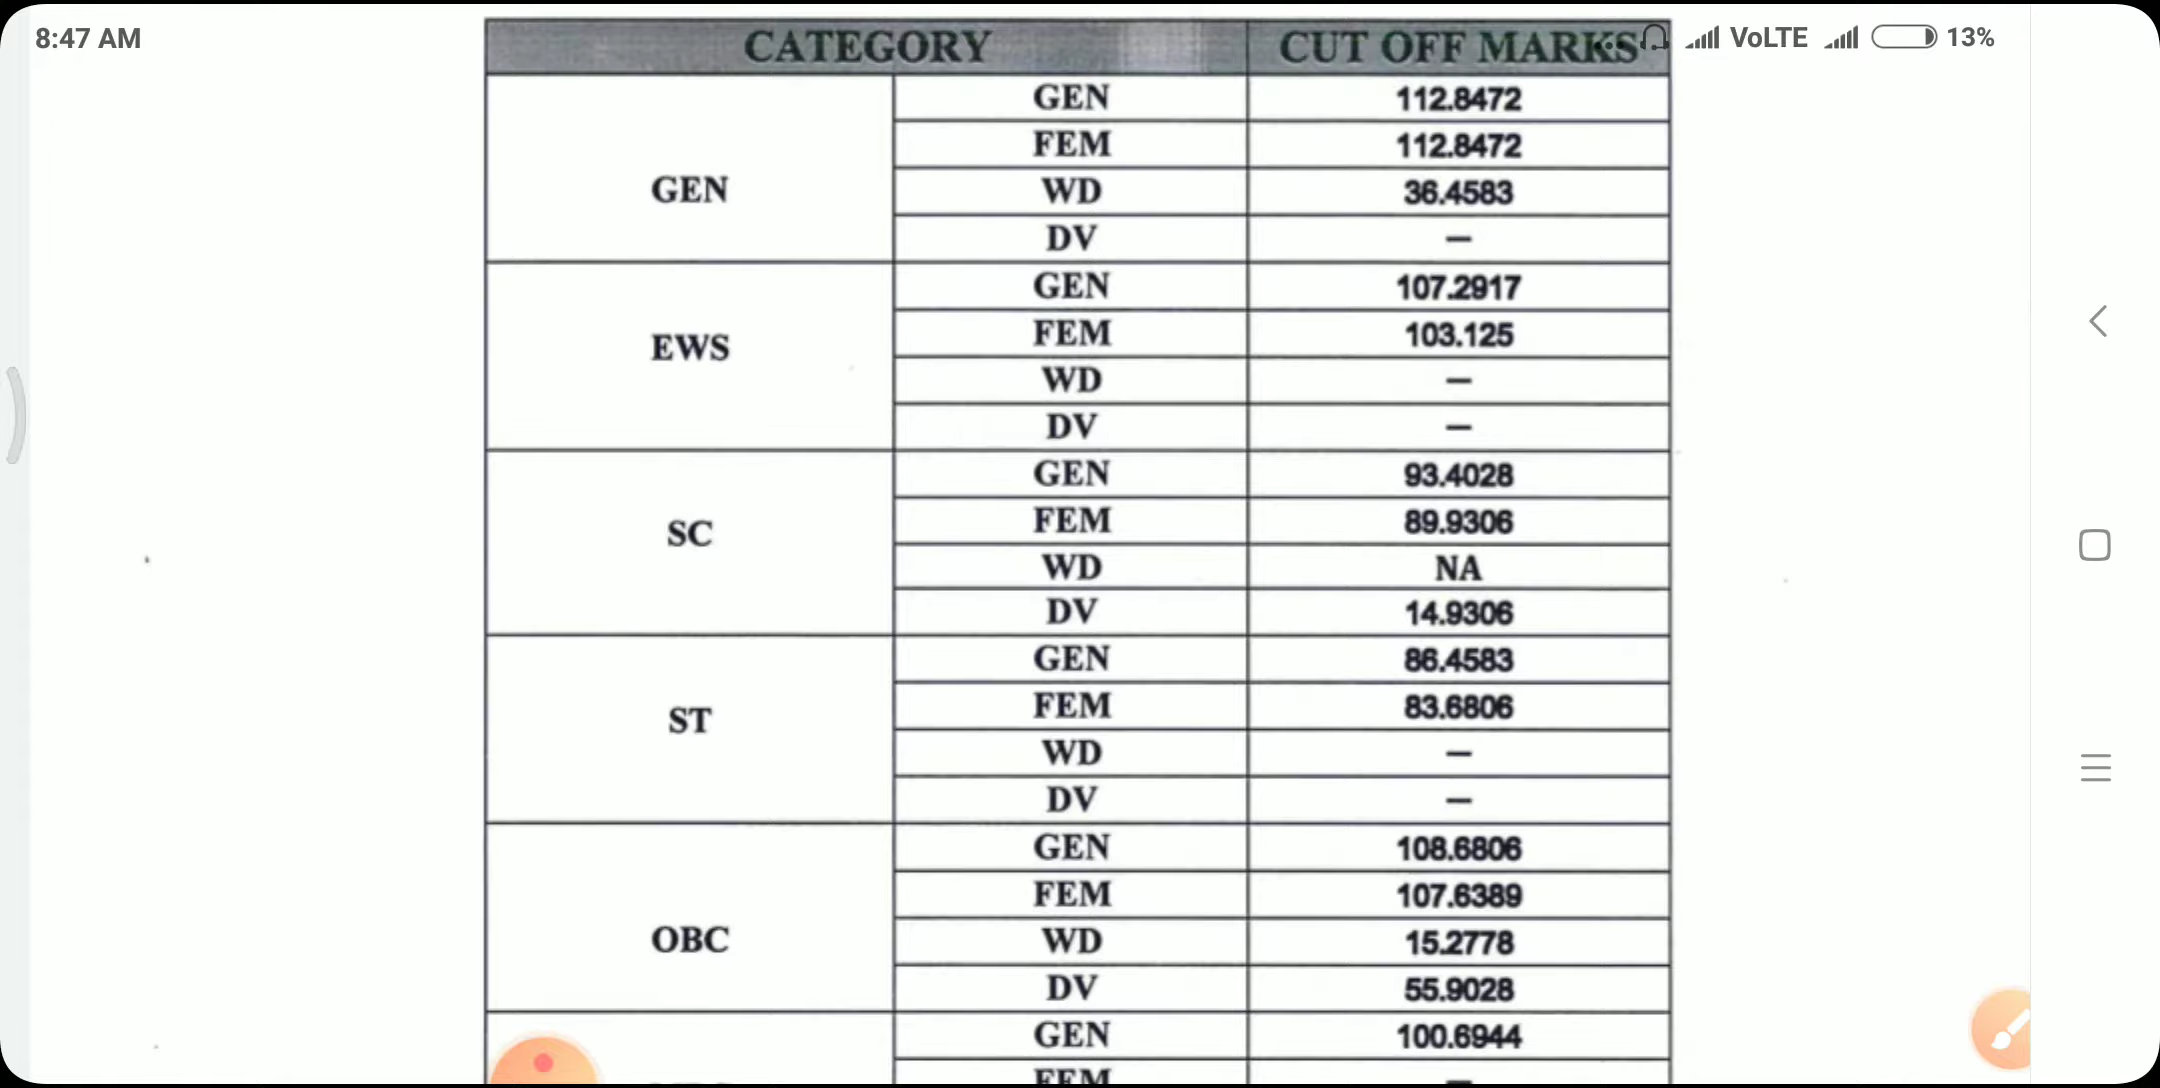 8:47 AM
VoLTE 13%
CATEGORY CUT OFF MARKS
GEN
GEN 112.8472
FEM 112.8472
WD 36.4583
DV —
EWS
GEN 107.2917
FEM 103.125
WD —
DV —
SC
GEN 93.4028
FEM 89.9306
WD NA
DV 14.9306
ST
GEN 86.4583
FEM 83.6806
WD —
DV —
OBC
GEN 108.6806
FEM 107.6389
WD 15.2778
DV 55.9028
GEN 100.6944
FEM —